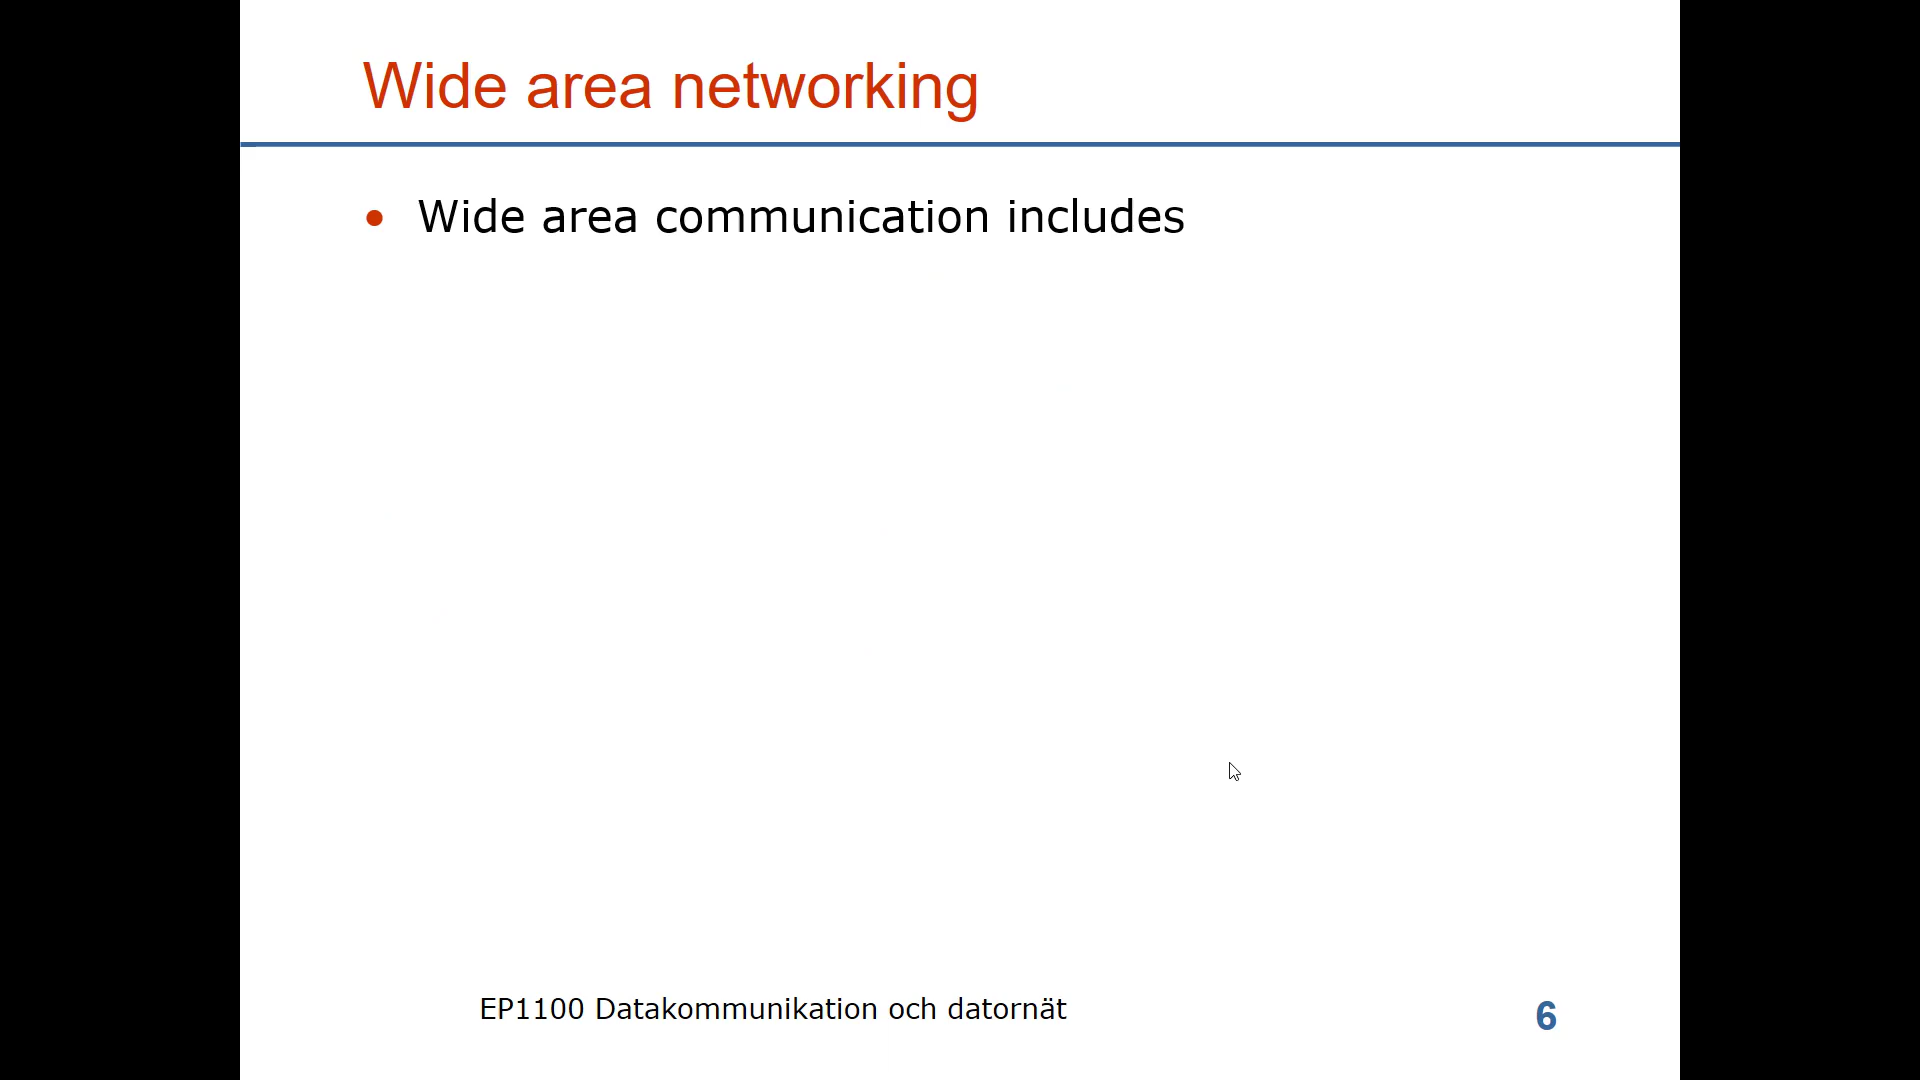 Wide area networking
• Wide area communication includes
EP1100 Datakommunikation och datornät
6